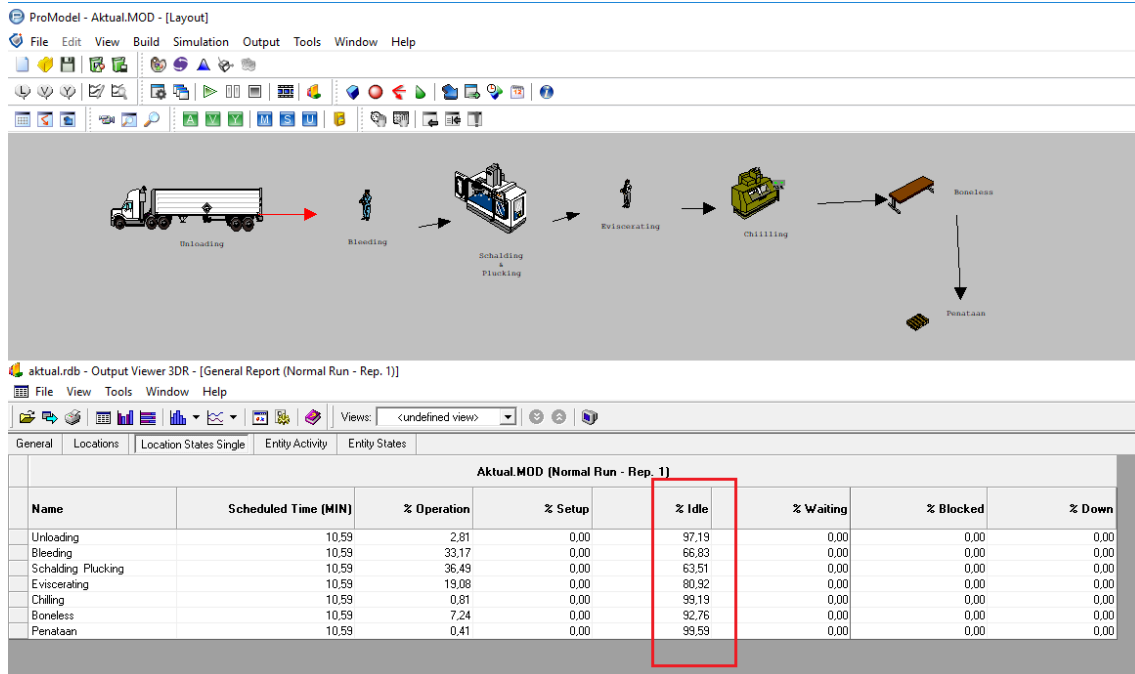 ProModel - Aktual.MOD - [Layout]
File Edit View Build Simulation Output Tools Window Help
Unloading
Bleeding
Schalding
&
Plucking
Eviscerating
Chiilling
Boneless
Penataan
aktual.rdb - Output Viewer 3DR - [General Report (Normal Run - Rep. 1)]
File View Tools Window Help
Views: <undefined view>
General Locations Location States Single Entity Activity Entity States
Aktual.MOD (Normal Run - Rep. 1)
Name Scheduled Time (MIN) % Operation % Setup % Idle % Waiting % Blocked % Down
Unloading 10,59 2,81 0,00 97,19 0,00 0,00 0,00
Bleeding 10,59 33,17 0,00 66,83 0,00 0,00 0,00
Schalding Plucking 10,59 36,49 0,00 63,51 0,00 0,00 0,00
Eviscerating 10,59 19,08 0,00 80,92 0,00 0,00 0,00
Chilling 10,59 0,81 0,00 99,19 0,00 0,00 0,00
Boneless 10,59 7,24 0,00 92,76 0,00 0,00 0,00
Penataan 10,59 0,41 0,00 99,59 0,00 0,00 0,00